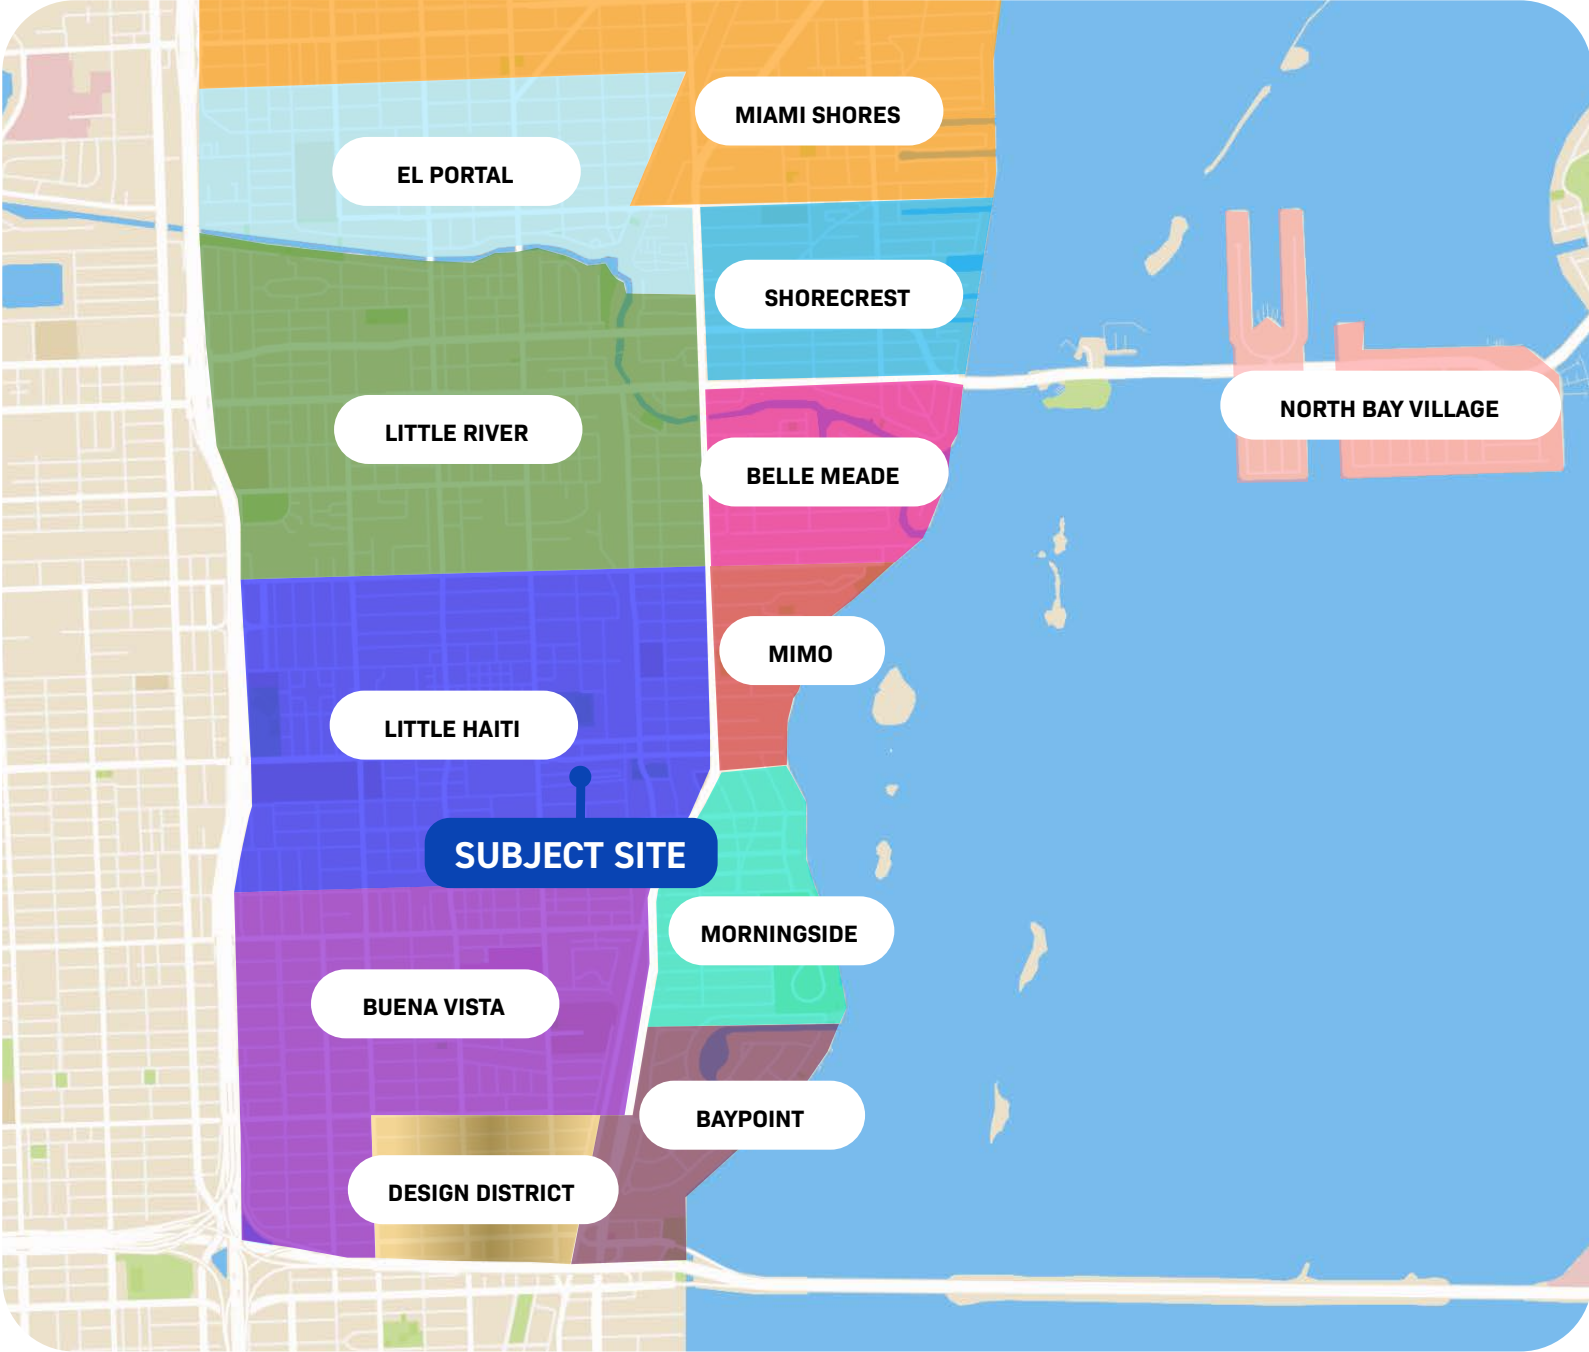 MIAMI SHORES
EL PORTAL
SHORECREST
NORTH BAY VILLAGE
LITTLE RIVER
BELLE MEADE
MIMO
LITTLE HAITI
SUBJECT SITE
MORNINGSIDE
BUENA VISTA
BAYPOINT
DESIGN DISTRICT